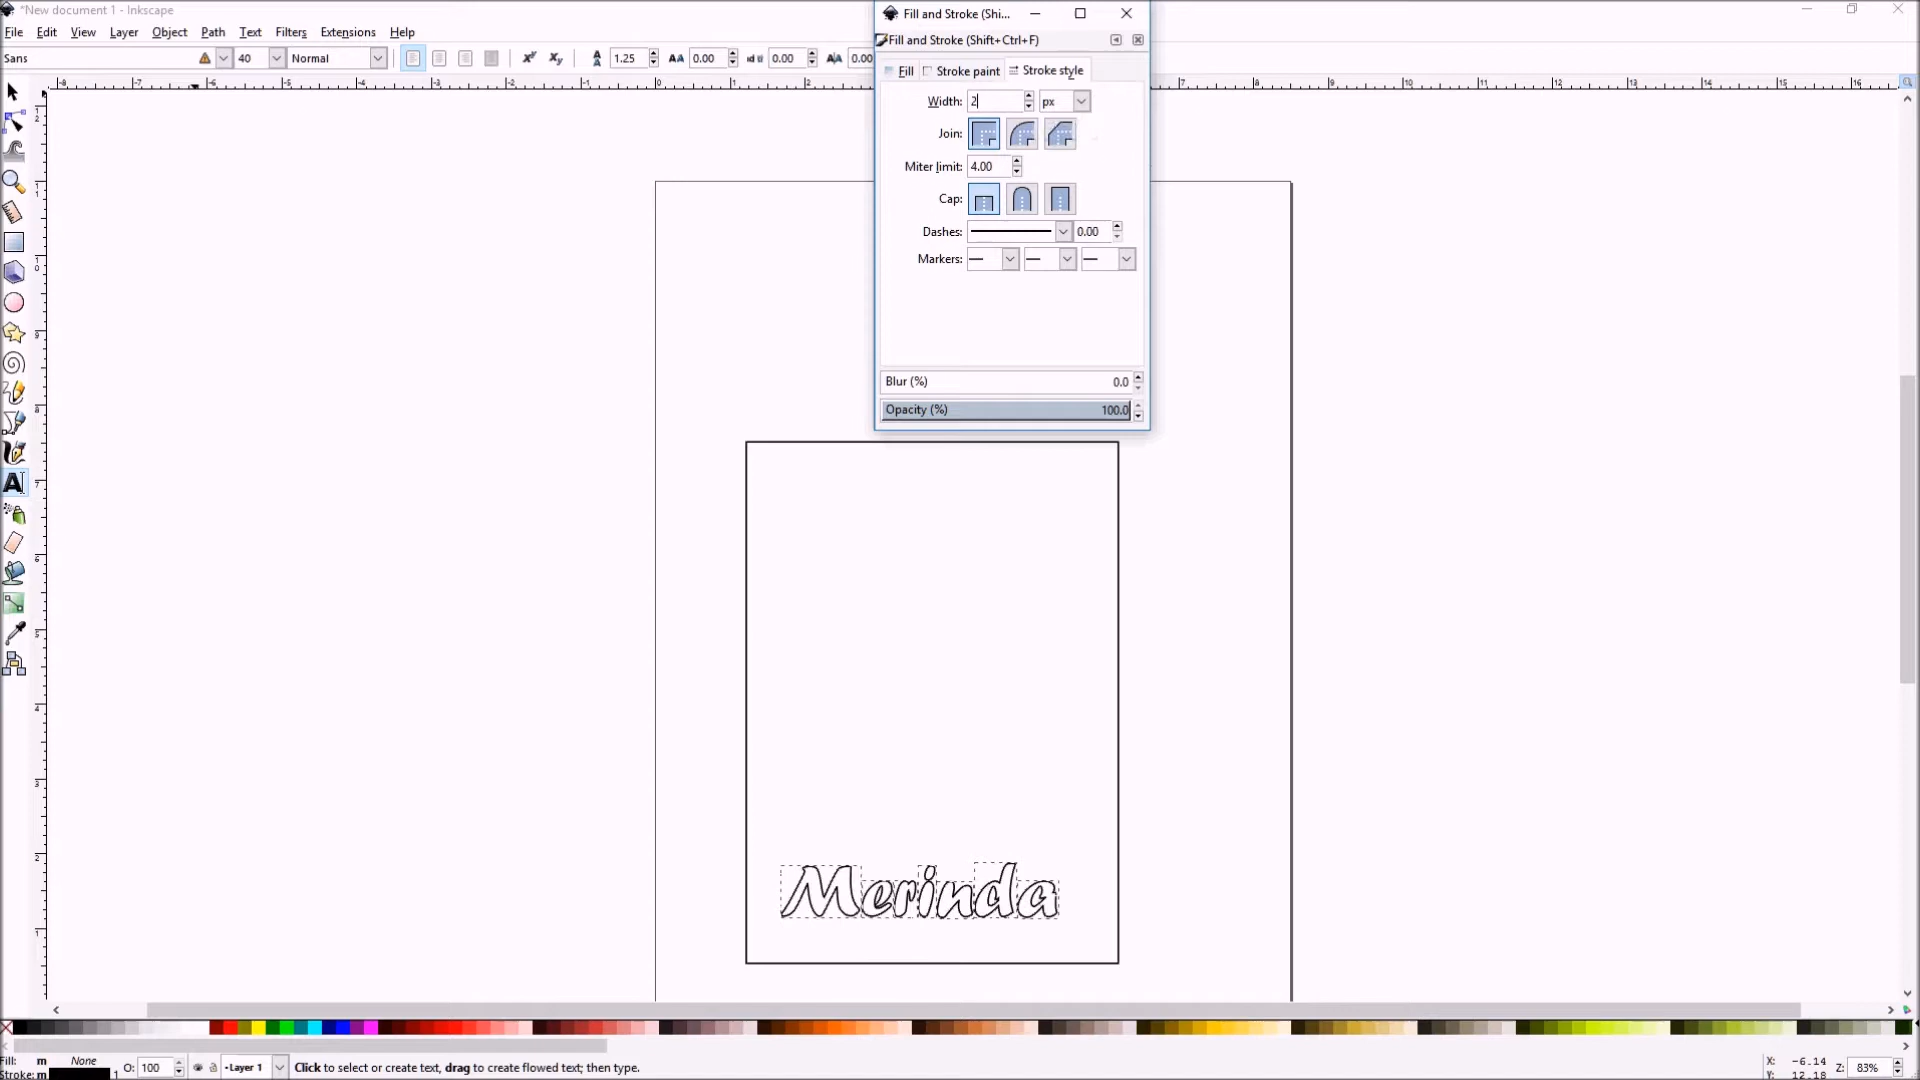 *New document 1 - Inkscape
File Edit View Layer Object Path Text Extensions Filters Help
Sans 40 Normal 1.25 0.00 0.00 0.00
Fill and Stroke (Shi...
Fill and Stroke (Shift+Ctrl+F)
Fill Stroke paint Stroke style
Width: 2 px
Join:
Miter limit: 4.00
Cap:
Dashes: 0.00
Markers:
Blur (%) 0.0
Opacity (%) 100.0
Merinda
Fill: m None O: 100 Layer 1 Click to select or create text, drag to create flowed text; then type. X: -6.14 Z: 83%
Stroke: m 1 Y: 12.18